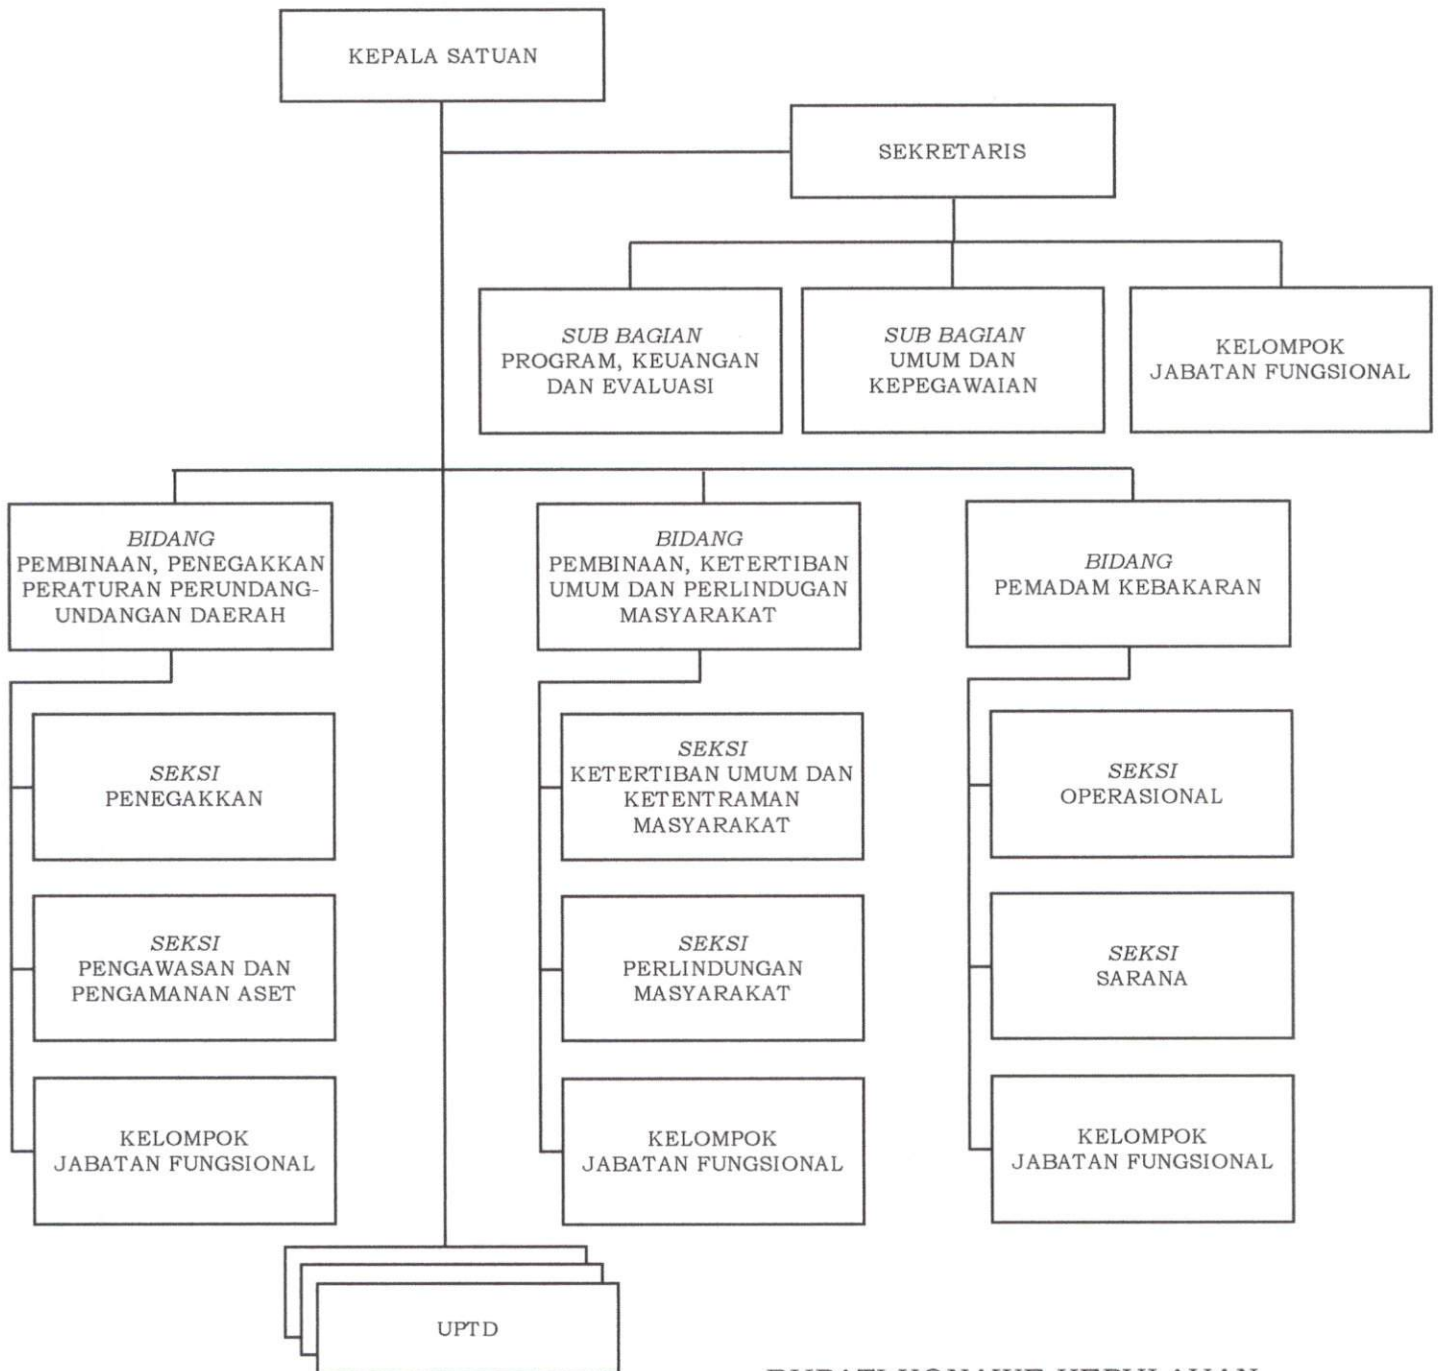 KEPALA SATUAN
SEKRETARIS
SUB BAGIAN
PROGRAM, KEUANGAN
DAN EVALUASI
SUB BAGIAN
UMUM DAN
KEPEGAWAIAN
KELOMPOK
JABATAN FUNGSIONAL
BIDANG
PEMBINAAN, PENEGAKKAN
PERATURAN PERUNDANG-
UNDANGAN DAERAH
BIDANG
PEMBINAAN, KETERTIBAN
UMUM DAN PERLINDUGAN
MASYARAKAT
BIDANG
PEMADAM KEBAKARAN
SEKSI
PENEGAKKAN
SEKSI
KETERTIBAN UMUM DAN
KETENTRAMAN
MASYARAKAT
SEKSI
OPERASIONAL
SEKSI
PENGAWASAN DAN
PENGAMANAN ASET
SEKSI
PERLINDUNGAN
MASYARAKAT
SEKSI
SARANA
KELOMPOK
JABATAN FUNGSIONAL
KELOMPOK
JABATAN FUNGSIONAL
KELOMPOK
JABATAN FUNGSIONAL
UPTD
BUPATI KONAWE KEPULAUAN